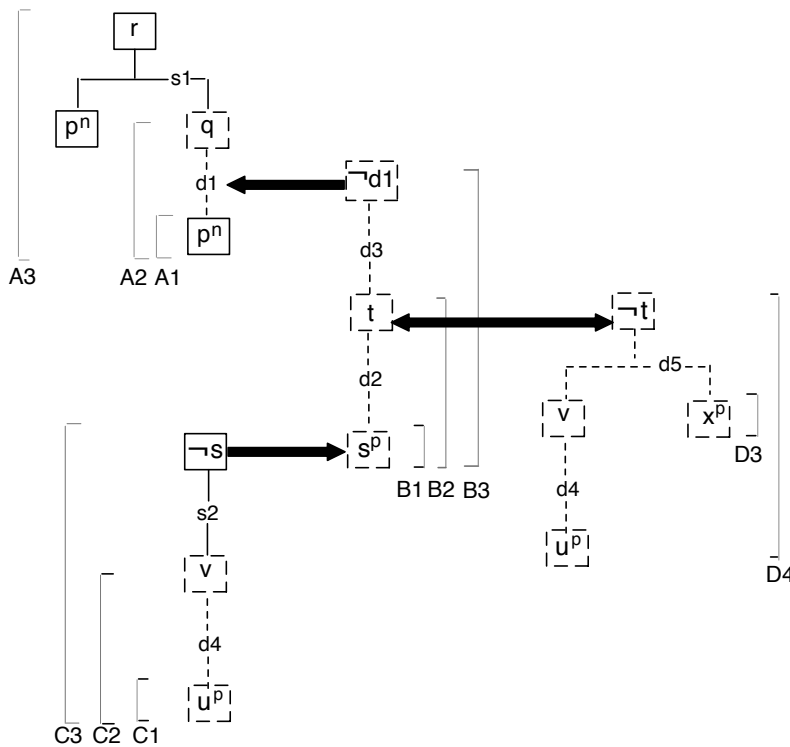 r
s1
pⁿ
q
d1
¬d1
pⁿ
A3
A2
A1
d3
t
¬t
d2
d5
v
xᵖ
¬s
sᵖ
D3
B1
B2
B3
d4
s2
uᵖ
v
D4
d4
uᵖ
C3
C2
C1